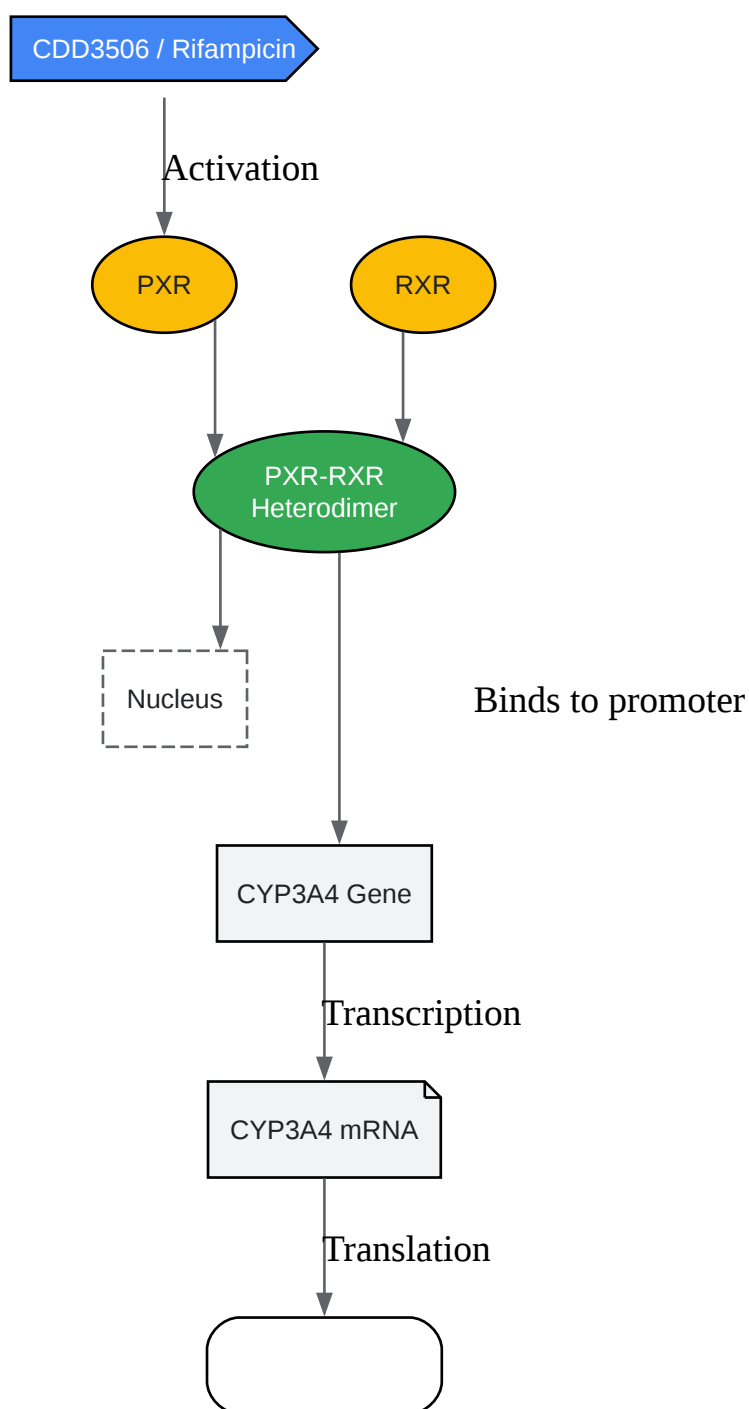 CDD3506 / Rifampicin
Activation
PXR
RXR
PXR-RXR
Heterodimer
Nucleus
Binds to promoter
CYP3A4 Gene
Transcription
CYP3A4 mRNA
Translation